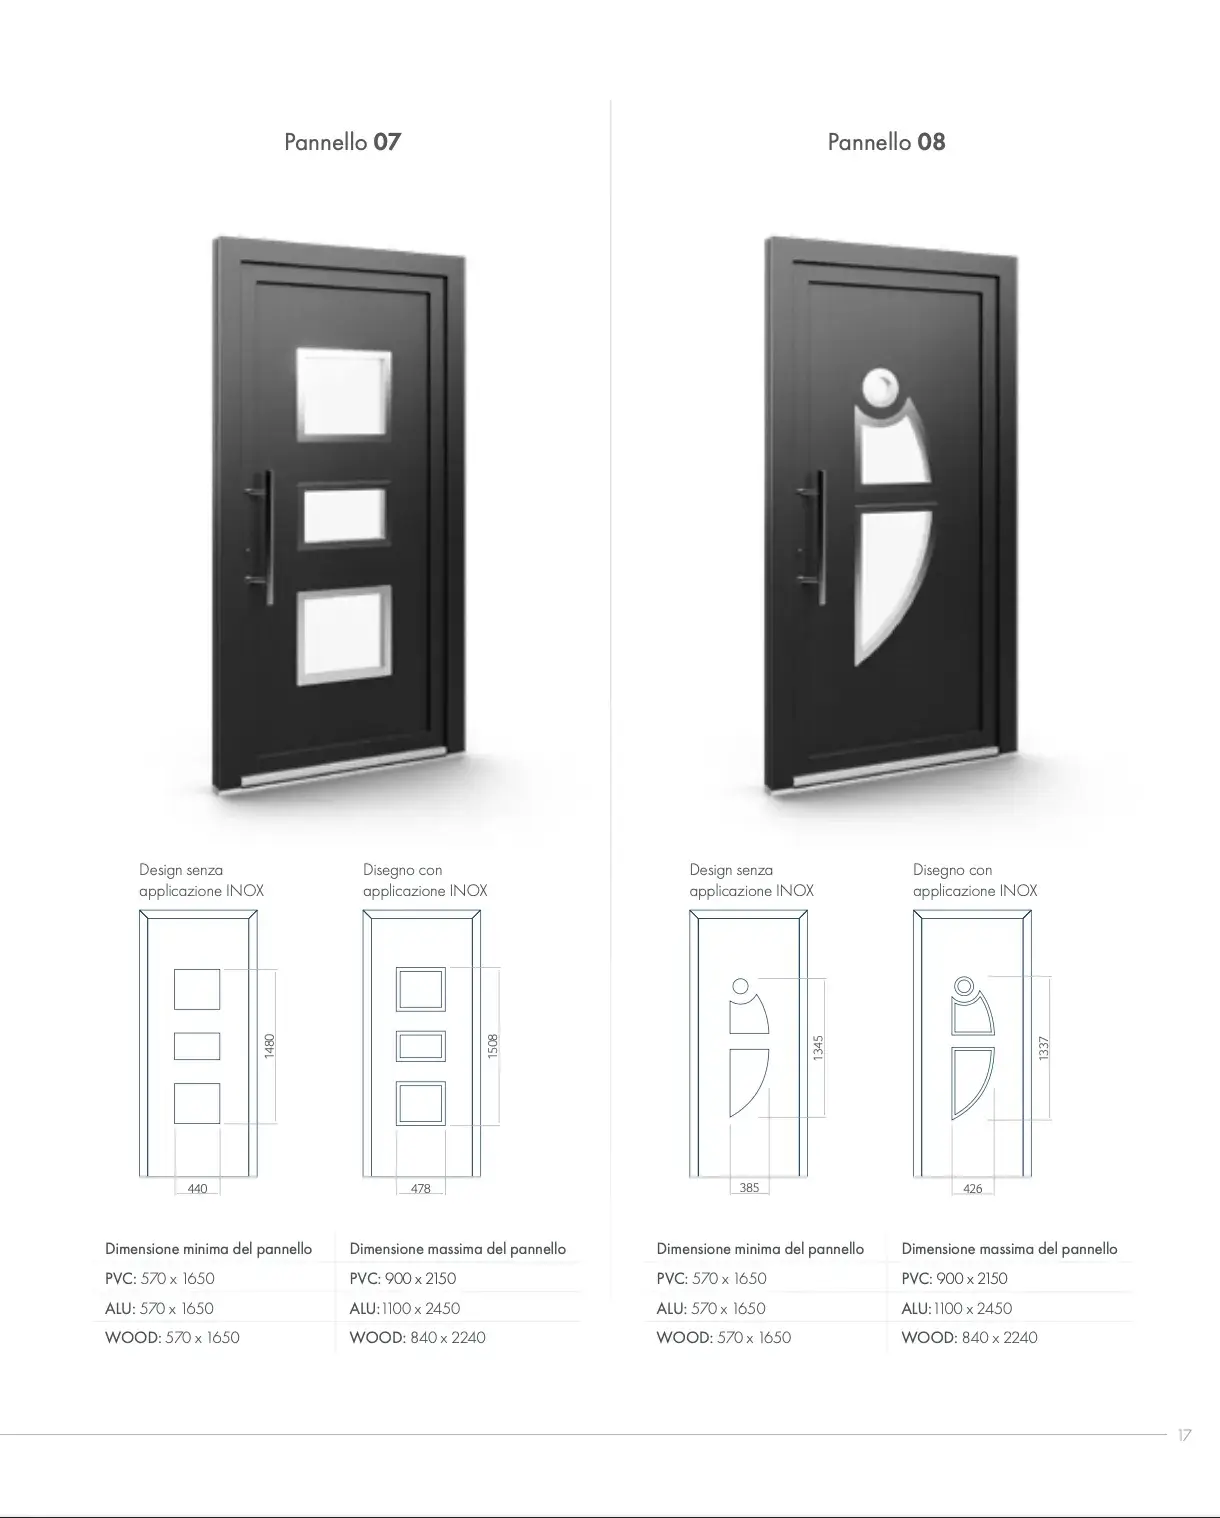 Pannello 07
Design senza
applicazione INOX
Disegno con
applicazione INOX
1480
1508
440
478
Dimensione minima del pannello
PVC: 570 x 1650
ALU: 570 x 1650
WOOD: 570 x 1650
Dimensione massima del pannello
PVC: 900 x 2150
ALU:1100 x 2450
WOOD: 840 x 2240
Pannello 08
Design senza
applicazione INOX
Disegno con
applicazione INOX
1345
1337
385
426
Dimensione minima del pannello
PVC: 570 x 1650
ALU: 570 x 1650
WOOD: 570 x 1650
Dimensione massima del pannello
PVC: 900 x 2150
ALU:1100 x 2450
WOOD: 840 x 2240
17